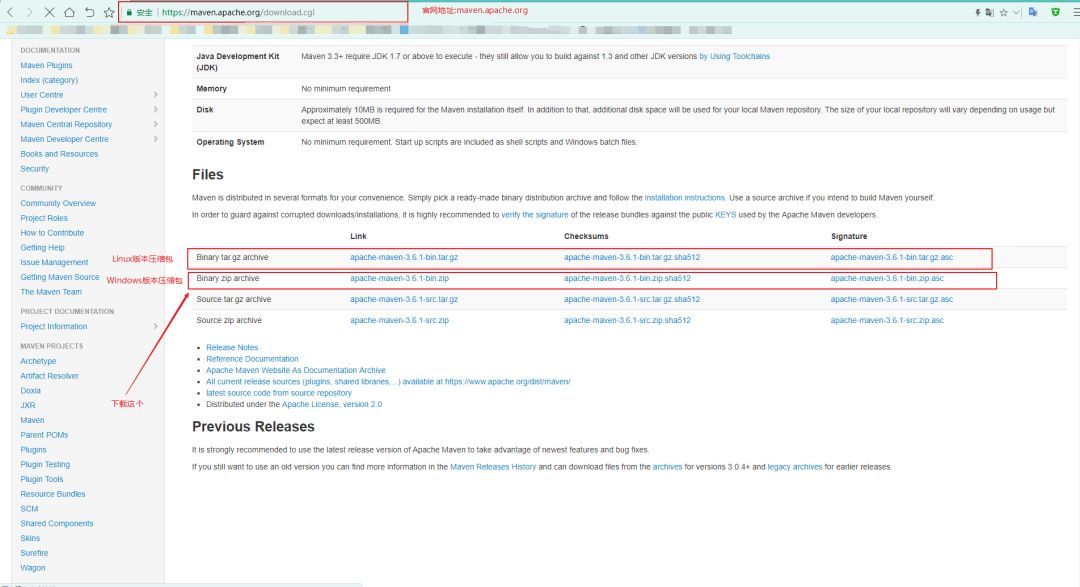 安全 https://maven.apache.org/download.cgi
官网地址:maven.apache.org
DOCUMENTATION
Maven Plugins
Index (category)
User Centre
Plugin Developer Centre
Maven Central Repository
Maven Developer Centre
Books and Resources
Security
COMMUNITY
Community Overview
Project Roles
How to Contribute
Getting Help
Issue Management
Getting Maven Source
The Maven Team
PROJECT DOCUMENTATION
Project Information
MAVEN PROJECTS
Archetype
Artifact Resolver
Doxia
JXR
Maven
Parent POMs
Plugins
Plugin Testing
Plugin Tools
Resource Bundles
SCM
Shared Components
Skins
Surefire
Wagon
Linux版本压缩包
Windows版本压缩包
下载这个
Java Development Kit (JDK) Maven 3.3+ require JDK 1.7 or above to execute - they still allow you to build against 1.3 and other JDK versions by Using Toolchains
Memory No minimum requirement
Disk Approximately 10MB is required for the Maven installation itself. In addition to that, additional disk space will be used for your local Maven repository. The size of your local repository will vary depending on usage but
expect at least 500MB.
Operating System No minimum requirement. Start up scripts are included as shell scripts and Windows batch files.
Files
Maven is distributed in several formats for your convenience. Simply pick a ready-made binary distribution archive and follow the installation instructions. Use a source archive if you intend to build Maven yourself.
In order to guard against corrupted downloads/installations, it is highly recommended to verify the signature of the release bundles against the public KEYS used by the Apache Maven developers.
Link Checksums Signature
Binary tar.gz archive apache-maven-3.6.1-bin.tar.gz apache-maven-3.6.1-bin.tar.gz.sha512 apache-maven-3.6.1-bin.tar.gz.asc
Binary zip archive apache-maven-3.6.1-bin.zip apache-maven-3.6.1-bin.zip.sha512 apache-maven-3.6.1-bin.zip.asc
Source tar.gz archive apache-maven-3.6.1-src.tar.gz apache-maven-3.6.1-src.tar.gz.sha512 apache-maven-3.6.1-src.tar.gz.asc
Source zip archive apache-maven-3.6.1-src.zip apache-maven-3.6.1-src.zip.sha512 apache-maven-3.6.1-src.zip.asc
Release Notes
Reference Documentation
Apache Maven Website As Documentation Archive
All current release sources (plugins, shared libraries,...) available at https://www.apache.org/dist/maven/
latest source code from source repository
Distributed under the Apache License, version 2.0
Previous Releases
It is strongly recommended to use the latest release version of Apache Maven to take advantage of newest features and bug fixes.
If you still want to use an old version you can find more information in the Maven Releases History and can download files from the archives for versions 3.0.4+ and legacy archives for earlier releases.